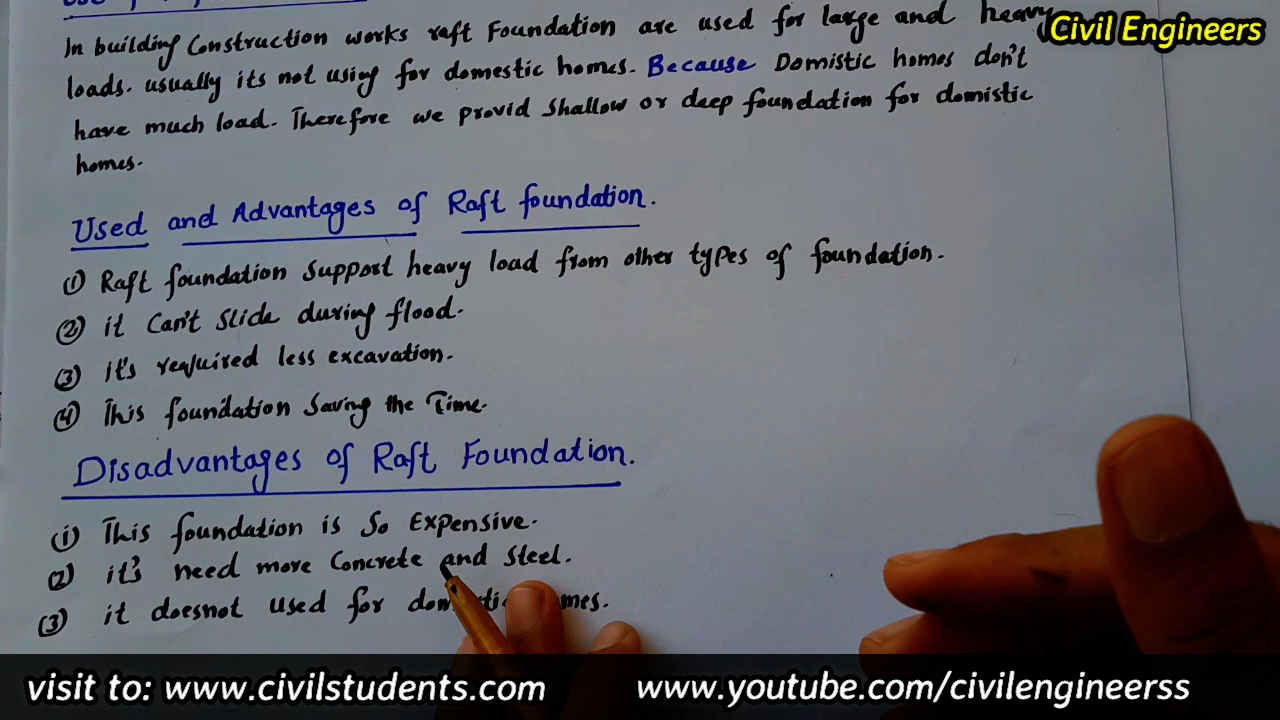 In building Construction works raft Foundation are used for large and heavy
Civil Engineers
loads. usually its not using for domestic homes. Because Domistic homes don't
have much load. Therefore we provid Shallow or deep foundation for domistic
homes.
Used and Advantages of Raft foundation.
(1) Raft foundation Support heavy load from other types of foundation.
(2) it Can't Slide during flood.
(3) it's required less excavation.
(4) This foundation Saving the Time.
Disadvantages of Raft Foundation.
(1) This foundation is So Expensive.
(2) it's need more Concrete and Steel.
(3) it doesnot used for
visit to: www.civilstudents.com
www.youtube.com/civilengineerss